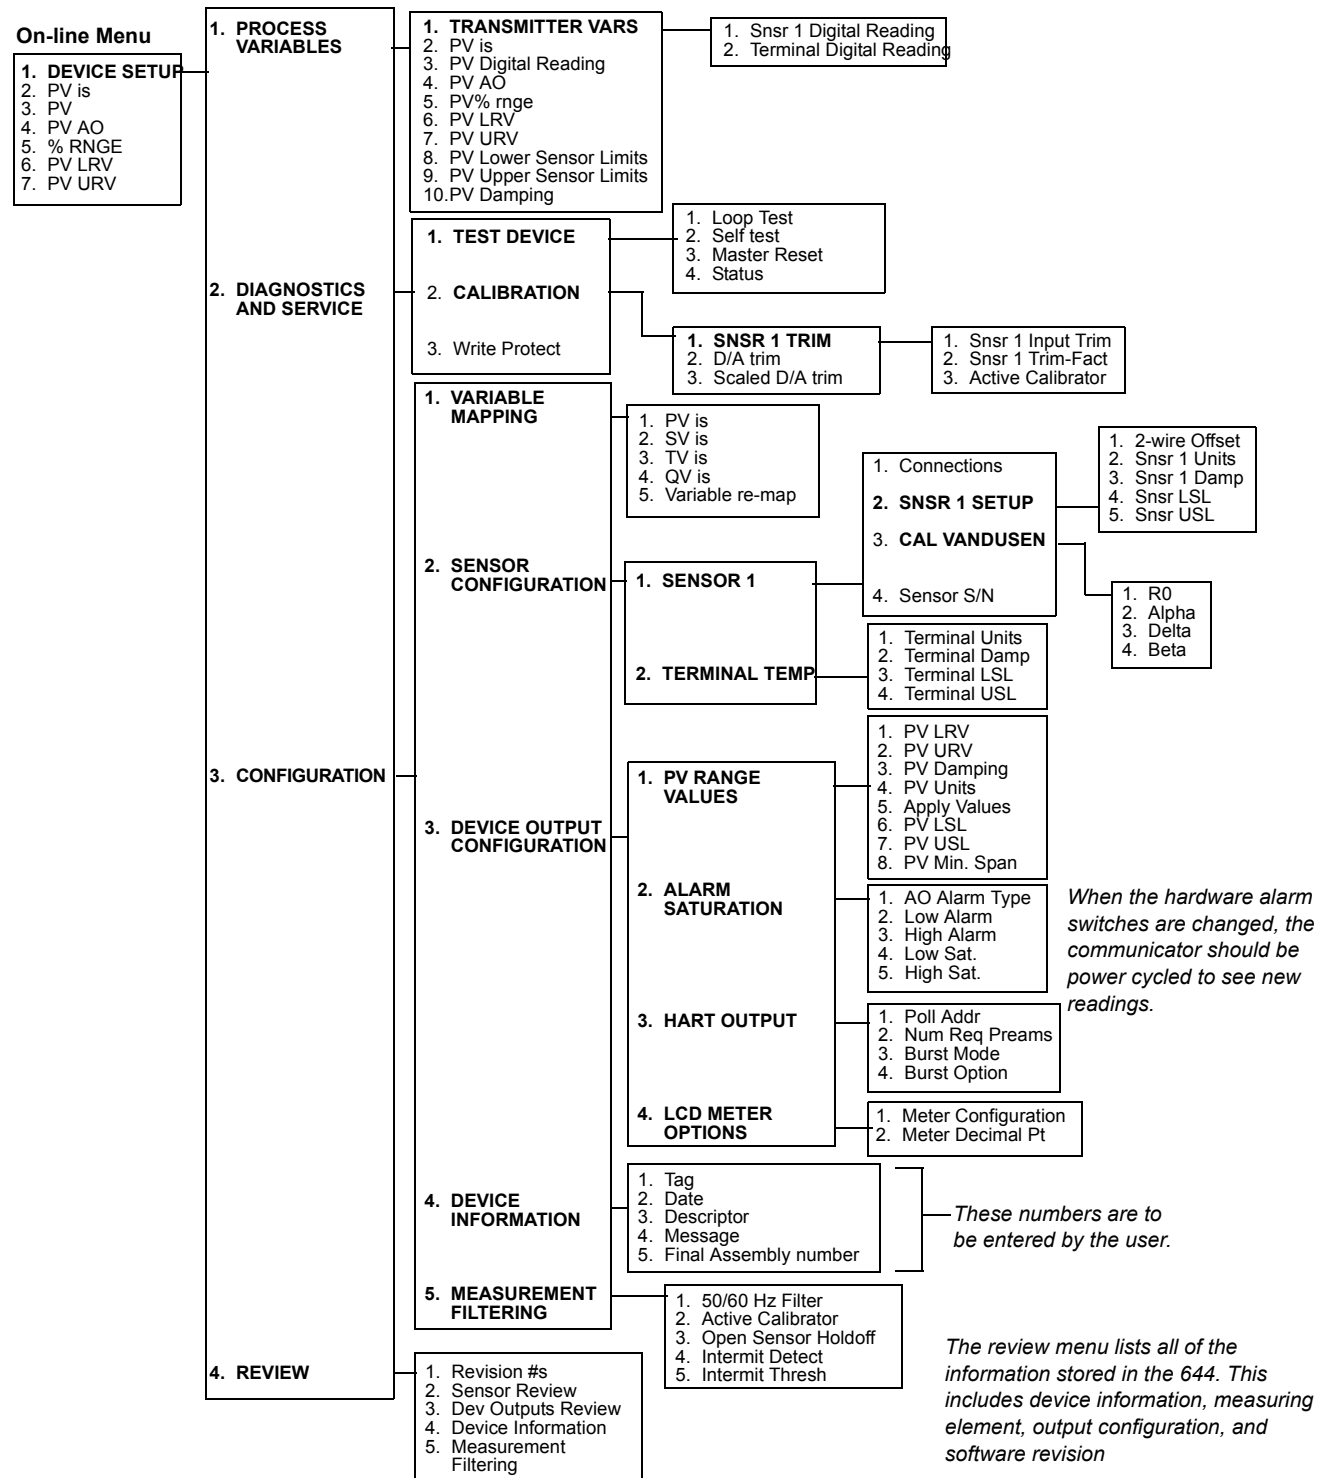 On-line Menu
1. DEVICE SETUP
2. PV is
3. PV
4. PV AO
5. % RNGE
6. PV LRV
7. PV URV
1. PROCESS
VARIABLES
1. TRANSMITTER VARS
2. PV is
3. PV Digital Reading
4. PV AO
5. PV% rnge
6. PV LRV
7. PV URV
8. PV Lower Sensor Limits
9. PV Upper Sensor Limits
10.PV Damping
1. Snsr 1 Digital Reading
2. Terminal Digital Reading
2. DIAGNOSTICS
AND SERVICE
1. TEST DEVICE
2. CALIBRATION
3. Write Protect
1. Loop Test
2. Self test
3. Master Reset
4. Status
1. SNSR 1 TRIM
2. D/A trim
3. Scaled D/A trim
1. Snsr 1 Input Trim
2. Snsr 1 Trim-Fact
3. Active Calibrator
3. CONFIGURATION
1. VARIABLE
MAPPING
1. PV is
2. SV is
3. TV is
4. QV is
5. Variable re-map
2. SENSOR
CONFIGURATION
1. SENSOR 1
2. TERMINAL TEMP
1. Connections
2. SNSR 1 SETUP
3. CAL VANDUSEN
4. Sensor S/N
1. 2-wire Offset
2. Snsr 1 Units
3. Snsr 1 Damp
4. Snsr LSL
5. Snsr USL
1. R0
2. Alpha
3. Delta
4. Beta
1. Terminal Units
2. Terminal Damp
3. Terminal LSL
4. Terminal USL
3. DEVICE OUTPUT
CONFIGURATION
1. PV RANGE
VALUES
1. PV LRV
2. PV URV
3. PV Damping
4. PV Units
5. Apply Values
6. PV LSL
7. PV USL
8. PV Min. Span
2. ALARM
SATURATION
1. AO Alarm Type
2. Low Alarm
3. High Alarm
4. Low Sat.
5. High Sat.
When the hardware alarm
switches are changed, the
communicator should be
power cycled to see new
readings.
3. HART OUTPUT
1. Poll Addr
2. Num Req Preams
3. Burst Mode
4. Burst Option
4. LCD METER
OPTIONS
1. Meter Configuration
2. Meter Decimal Pt
4. DEVICE
INFORMATION
1. Tag
2. Date
3. Descriptor
4. Message
5. Final Assembly number
These numbers are to
be entered by the user.
5. MEASUREMENT
FILTERING
1. 50/60 Hz Filter
2. Active Calibrator
3. Open Sensor Holdoff
4. Intermit Detect
5. Intermit Thresh
4. REVIEW
1. Revision #s
2. Sensor Review
3. Dev Outputs Review
4. Device Information
5. Measurement
Filtering
The review menu lists all of the
information stored in the 644. This
includes device information, measuring
element, output configuration, and
software revision